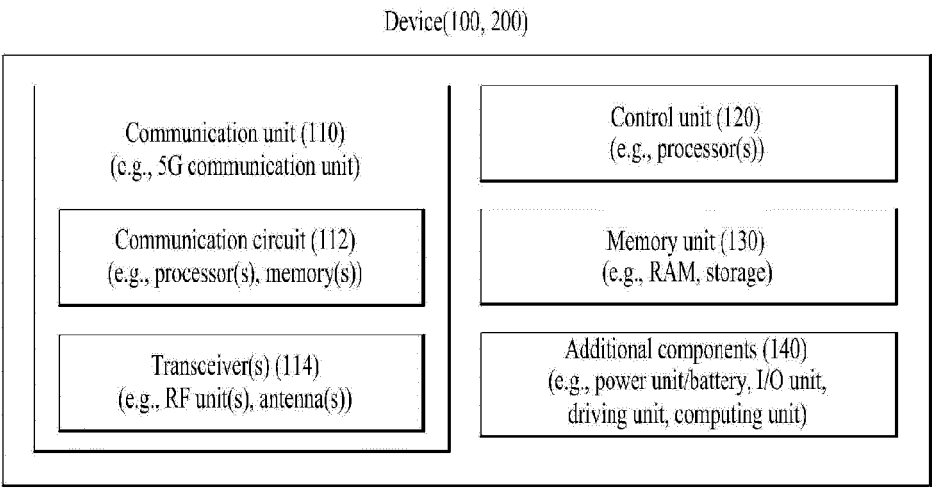 Device(100, 200)
Communication unit (110)
(e.g., 5G communication unit)
Communication circuit (112)
(e.g., processor(s), memory(s))
Transceiver(s) (114)
(e.g., RF unit(s), antenna(s))
Control unit (120)
(e.g., processor(s))
Memory unit (130)
(e.g., RAM, storage)
Additional components (140)
(e.g., power unit/battery, I/O unit,
driving unit, computing unit)